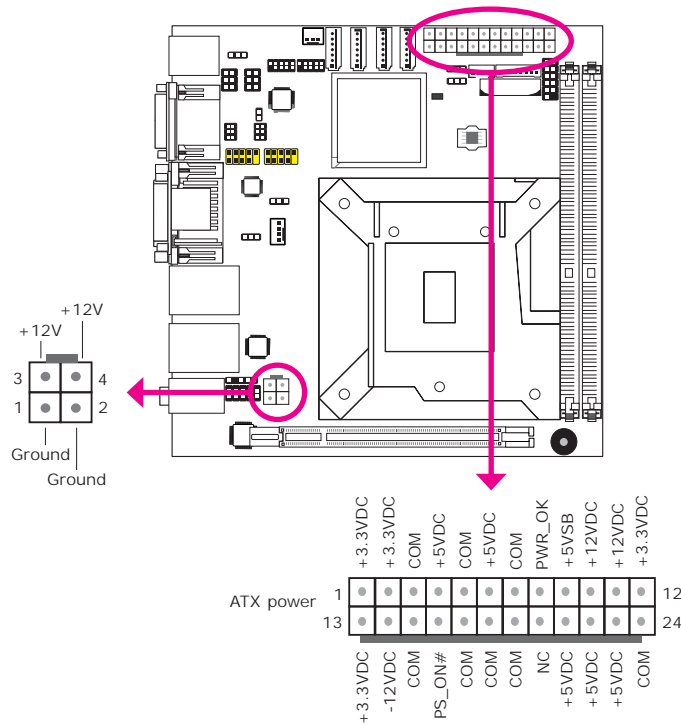 +12V
+12V
3
4
1
2
Ground
Ground
+3.3VDC
+3.3VDC
COM
+5VDC
COM
+5VDC
COM
PWR_OK
+5VSB
+12VDC
+12VDC
+3.3VDC
ATX power
1
12
13
24
+3.3VDC
-12VDC
COM
PS_ON#
COM
COM
COM
NC
+5VDC
+5VDC
+5VDC
COM